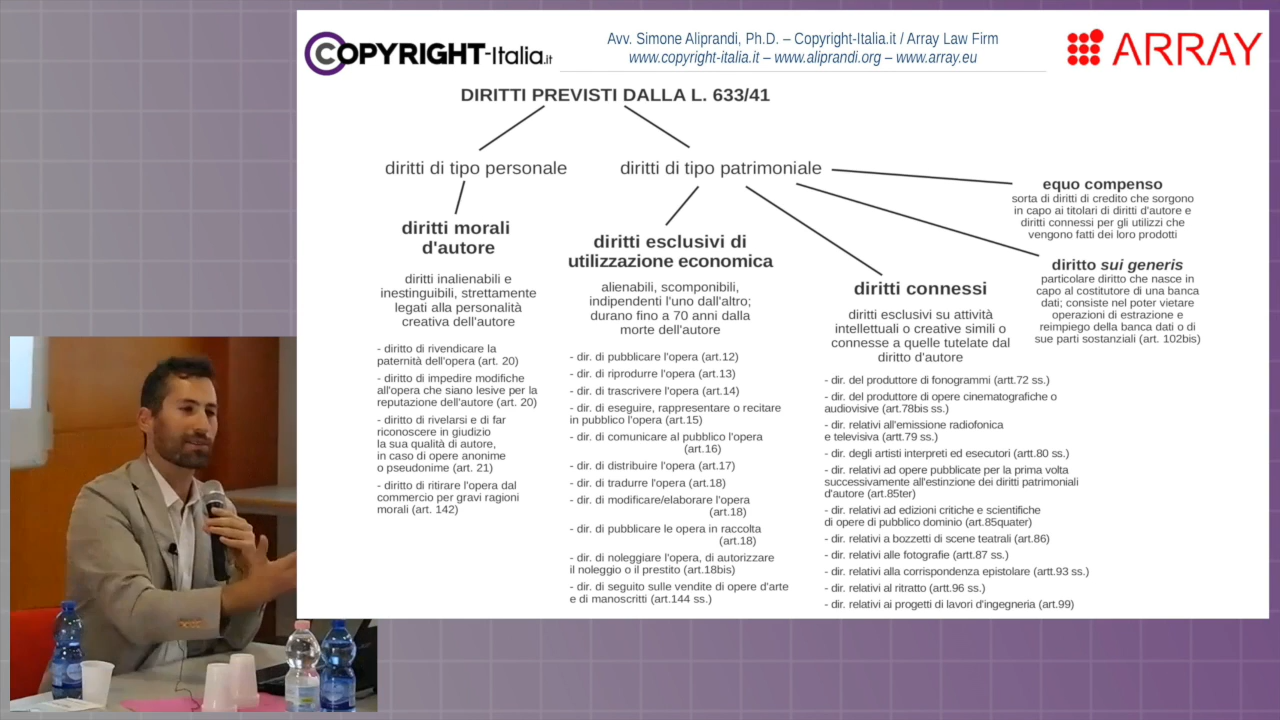 COPYRIGHT-Italia.it
Avv. Simone Aliprandi, Ph.D. – Copyright-Italia.it / Array Law Firm
www.copyright-italia.it – www.aliprandi.org – www.array.eu
ARRAY
DIRITTI PREVISTI DALLA L. 633/41
diritti di tipo personale
diritti di tipo patrimoniale
diritti morali
d'autore
diritti inalienabili e
inestinguibili, strettamente
legati alla personalità
creativa dell'autore
- diritto di rivendicare la
paternità dell'opera (art. 20)
- diritto di impedire modifiche
all'opera che siano lesive per la
reputazione dell'autore (art. 20)
- diritto di rivelarsi e di far
riconoscere in giudizio
la sua qualità di autore,
in caso di opere anonime
o pseudonime (art. 21)
- diritto di ritirare l'opera dal
commercio per gravi ragioni
morali (art. 142)
diritti esclusivi di
utilizzazione economica
alienabili, scomponibili,
indipendenti l'uno dall'altro;
durano fino a 70 anni dalla
morte dell'autore
- dir. di pubblicare l'opera (art.12)
- dir. di riprodurre l'opera (art.13)
- dir. di trascrivere l'opera (art.14)
- dir. di eseguire, rappresentare o recitare
in pubblico l'opera (art.15)
- dir. di comunicare al pubblico l'opera
(art.16)
- dir. di distribuire l'opera (art.17)
- dir. di tradurre l'opera (art.18)
- dir. di modificare/elaborare l'opera
(art.18)
- dir. di pubblicare le opere in raccolta
(art.18)
- dir. di noleggiare l'opera, di autorizzare
il noleggio o il prestito (art.18bis)
- dir. di seguito sulle vendite di opere d'arte
e di manoscritti (art.144 ss.)
diritti connessi
diritti esclusivi su attività
intellettuali o creative simili o
connesse a quelle tutelate dal
diritto d'autore
- dir. del produttore di fonogrammi (artt.72 ss.)
- dir. del produttore di opere cinematografiche o
audiovisive (art.78bis ss.)
- dir. relativi all'emissione radiofonica
e televisiva (artt.79 ss.)
- dir. degli artisti interpreti ed esecutori (artt.80 ss.)
- dir. relativi ad opere pubblicate per la prima volta
successivamente all'estinzione dei diritti patrimoniali
d'autore (art.85ter)
- dir. relativi ad edizioni critiche e scientifiche
di opere di pubblico dominio (art.85quater)
- dir. relativi a bozzetti di scene teatrali (art.86)
- dir. relativi alle fotografie (artt.87 ss.)
- dir. relativi alla corrispondenza epistolare (artt.93 ss.)
- dir. relativi al ritratto (artt.96 ss.)
- dir. relativi ai progetti di lavori d'ingegneria (art.99)
equo compenso
sorta di diritti di credito che sorgono
in capo ai titolari di diritti d'autore e
diritti connessi per gli utilizzi che
vengono fatti dei loro prodotti
diritto sui generis
particolare diritto che nasce in
capo al costitutore di una banca
dati; consiste nel poter vietare
operazioni di estrazione e
reimpiego della banca dati o di
sue parti sostanziali (art. 102bis)